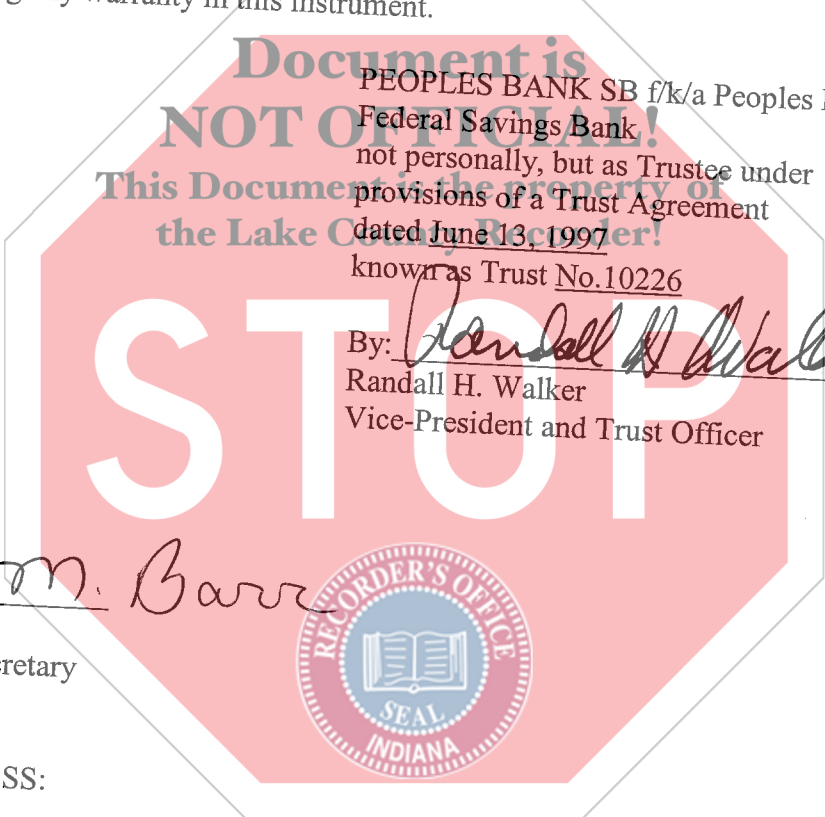 warranty in this instrument.
Document is
NOT OFFICIAL!
This Document is the property of
the Lake County Recorder!
PEOPLES BANK SB f/k/a Peoples
Federal Savings Bank
not personally, but as Trustee under
provisions of a Trust Agreement
dated June 13, 1997
known as Trust No.10226
By: Randall H Wal
Randall H. Walker
Vice-President and Trust Officer
STOP
M. Barr
cretary
SS:
RECORDER'S OFFICE
SEAL
INDIANA